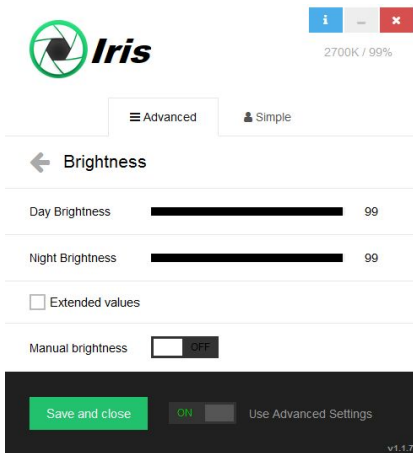 Iris
2700K / 99%
Advanced
Simple
Brightness
Day Brightness 99
Night Brightness 99
Extended values
Manual brightness OFF
Save and close ON Use Advanced Settings
v1.1.7